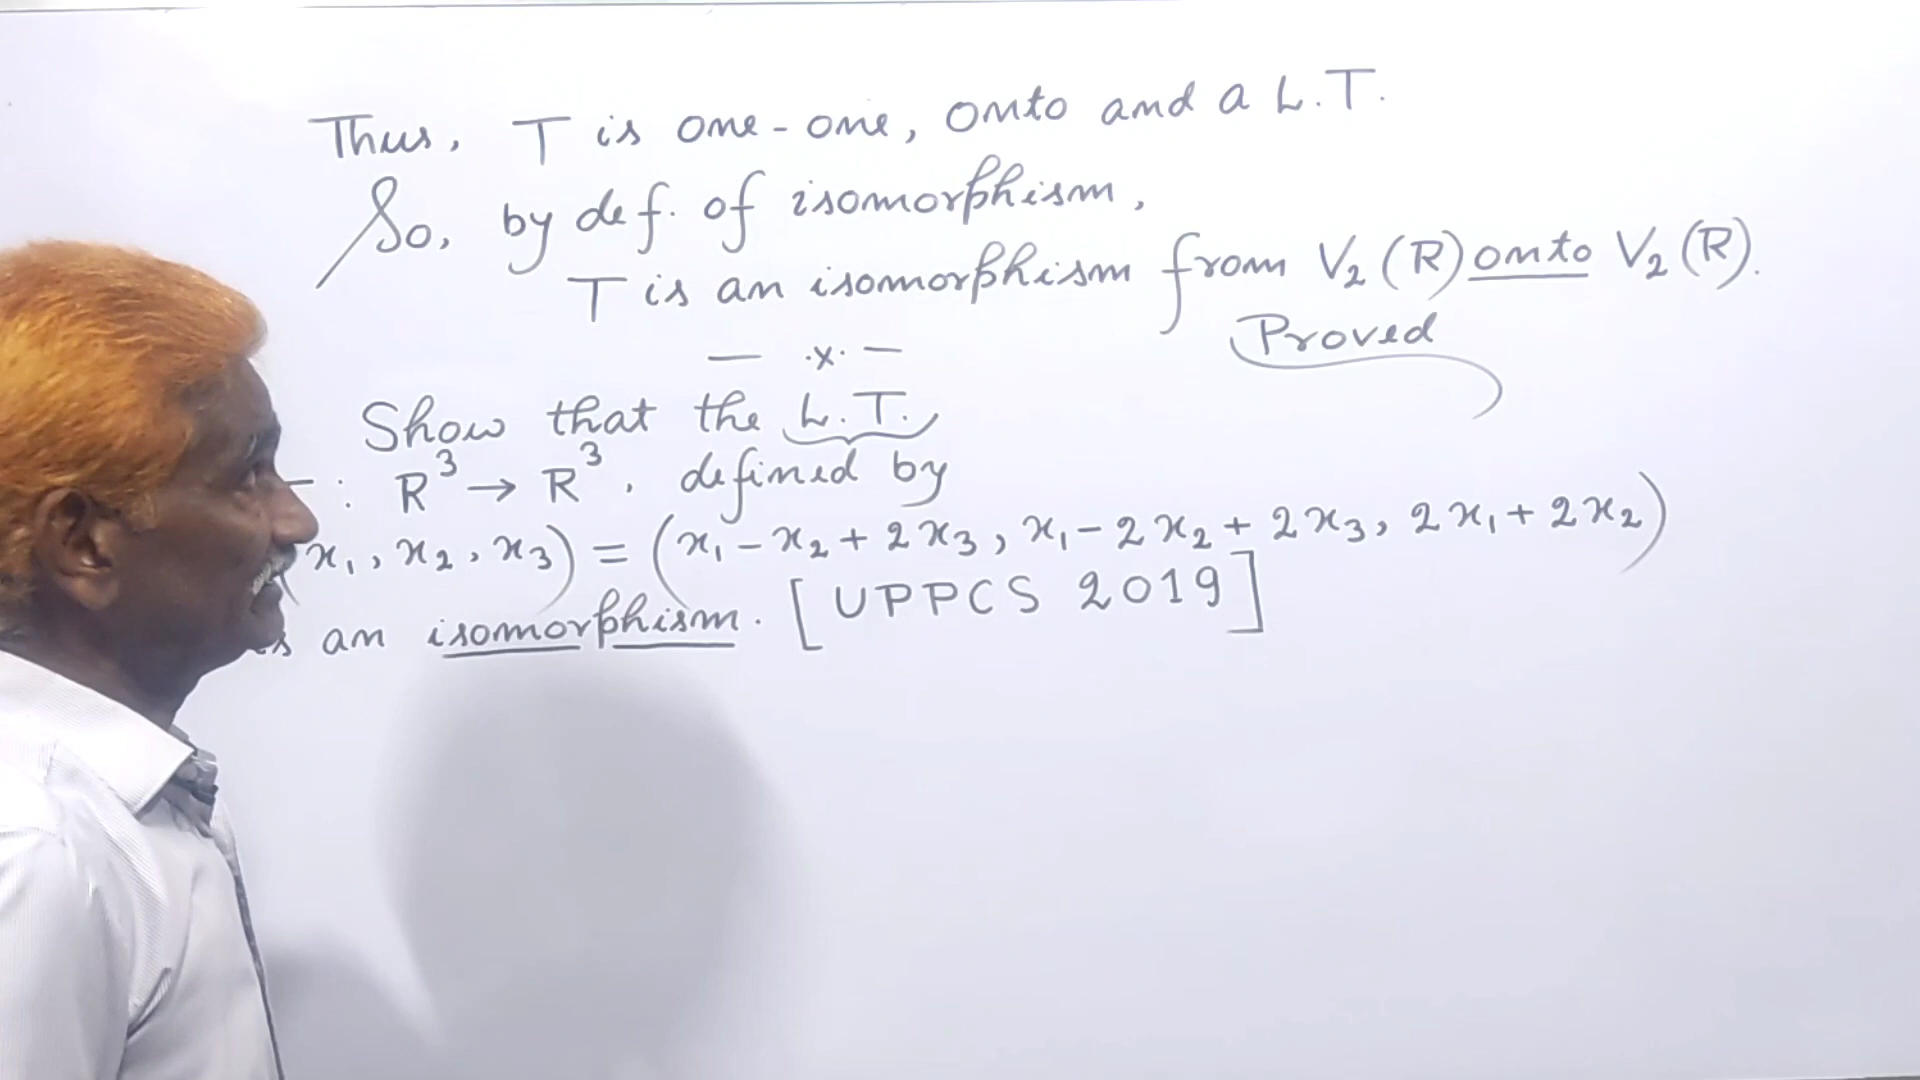 Thus, T is one-one, onto and a L.T.
So, by def. of isomorphism,
T is an isomorphism from V₂(R) onto V₂(R).
Proved
— .x. —
Show that the L.T.
: R³ → R³, defined by
x₁, x₂, x₃) = (x₁ - x₂ + 2x₃, x₁ - 2x₂ + 2x₃, 2x₁ + 2x₂)
an isomorphism. [UPPCS 2019]